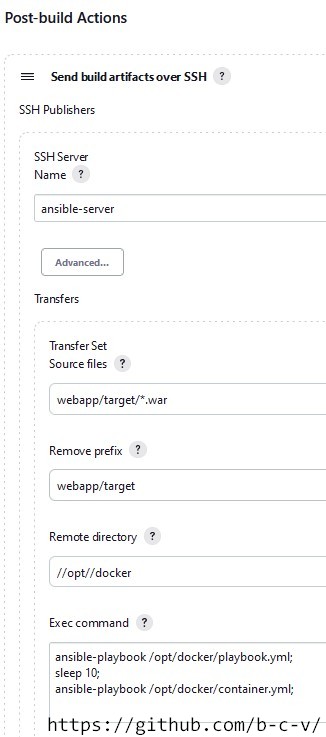 Post-build Actions
Send build artifacts over SSH ?
SSH Publishers
SSH Server
Name ?
ansible-server
Advanced...
Transfers
Transfer Set
Source files ?
webapp/target/*.war
Remove prefix ?
webapp/target
Remote directory ?
//opt//docker
Exec command ?
ansible-playbook /opt/docker/playbook.yml;
sleep 10;
ansible-playbook /opt/docker/container.yml;
https://github.com/b-c-v/